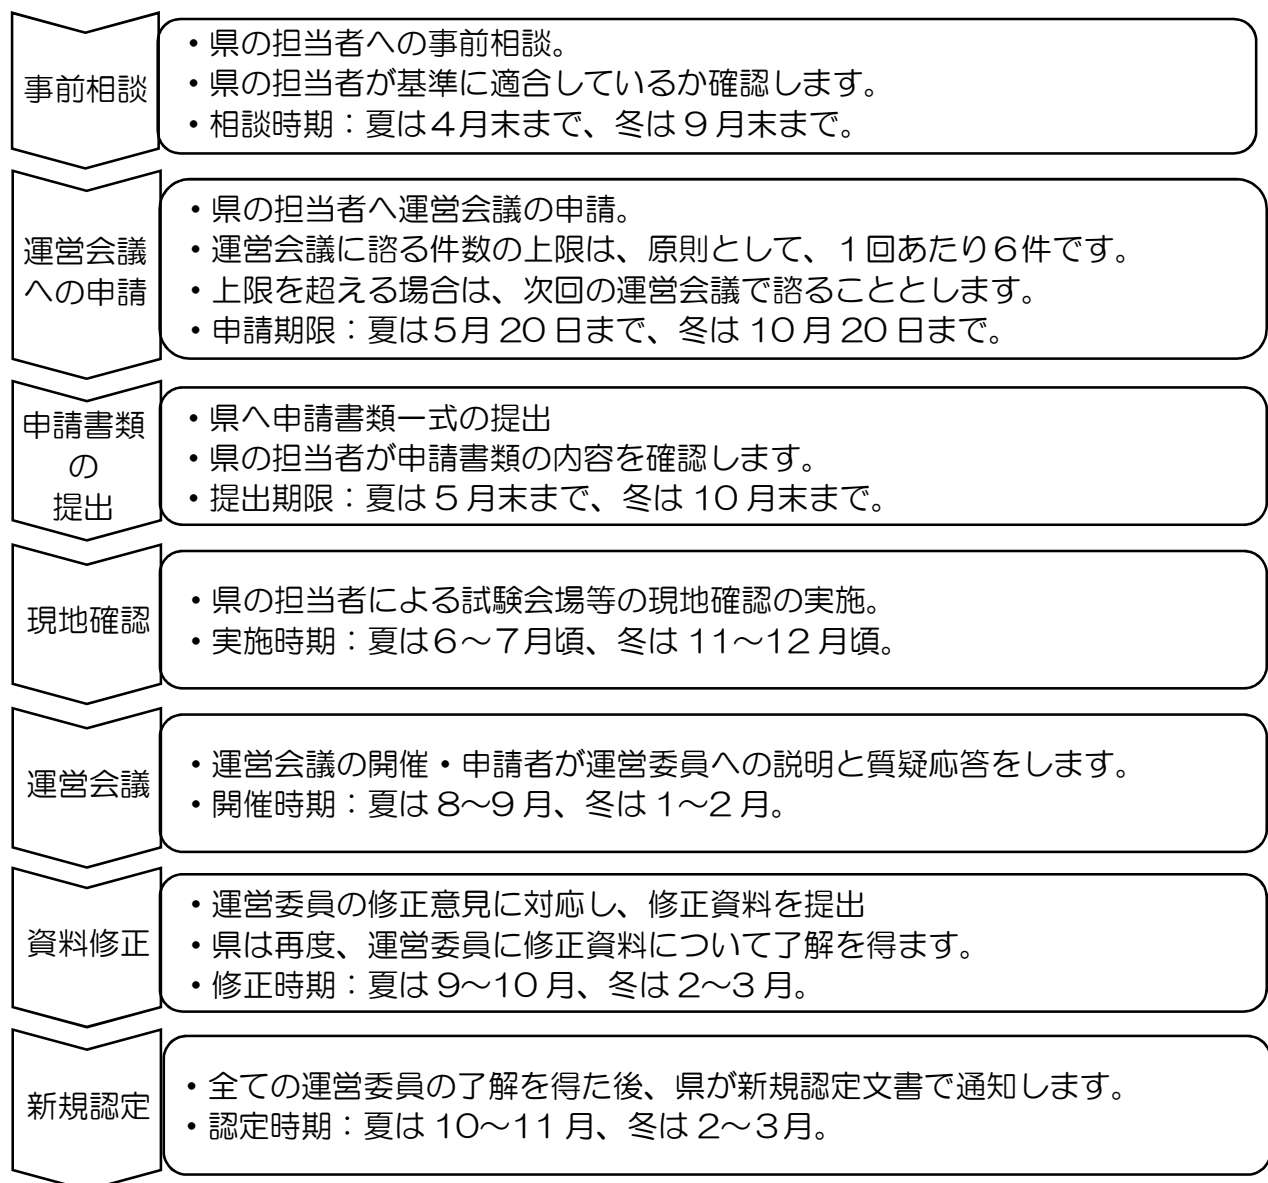 事前相談
・県の担当者への事前相談。
・県の担当者が基準に適合しているか確認します。
・相談時期：夏は４月末まで、冬は９月末まで。
運営会議
への申請
・県の担当者へ運営会議の申請。
・運営会議に諮る件数の上限は、原則として、１回あたり６件です。
・上限を超える場合は、次回の運営会議で諮ることとします。
・申請期限：夏は５月 20 日まで、冬は 10 月 20 日まで。
申請書類
の
提出
・県へ申請書類一式の提出
・県の担当者が申請書類の内容を確認します。
・提出期限：夏は 5 月末まで、冬は 10 月末まで。
現地確認
・県の担当者による試験会場等の現地確認の実施。
・実施時期：夏は６～７月頃、冬は 11～12 月頃。
運営会議
・運営会議の開催・申請者が運営委員への説明と質疑応答をします。
・開催時期：夏は 8～9 月、冬は 1～2 月。
資料修正
・運営委員の修正意見に対応し、修正資料を提出
・県は再度、運営委員に修正資料について了解を得ます。
・修正時期：夏は 9～10 月、冬は 2～3 月。
新規認定
・全ての運営委員の了解を得た後、県が新規認定文書で通知します。
・認定時期：夏は 10～11 月、冬は 2～３月。